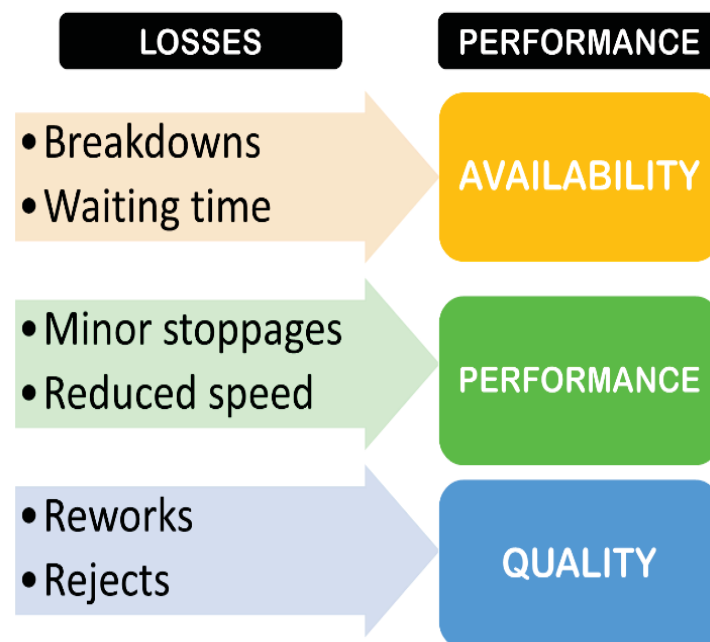 LOSSES
PERFORMANCE
• Breakdowns
• Waiting time
AVAILABILITY
• Minor stoppages
• Reduced speed
PERFORMANCE
• Reworks
• Rejects
QUALITY